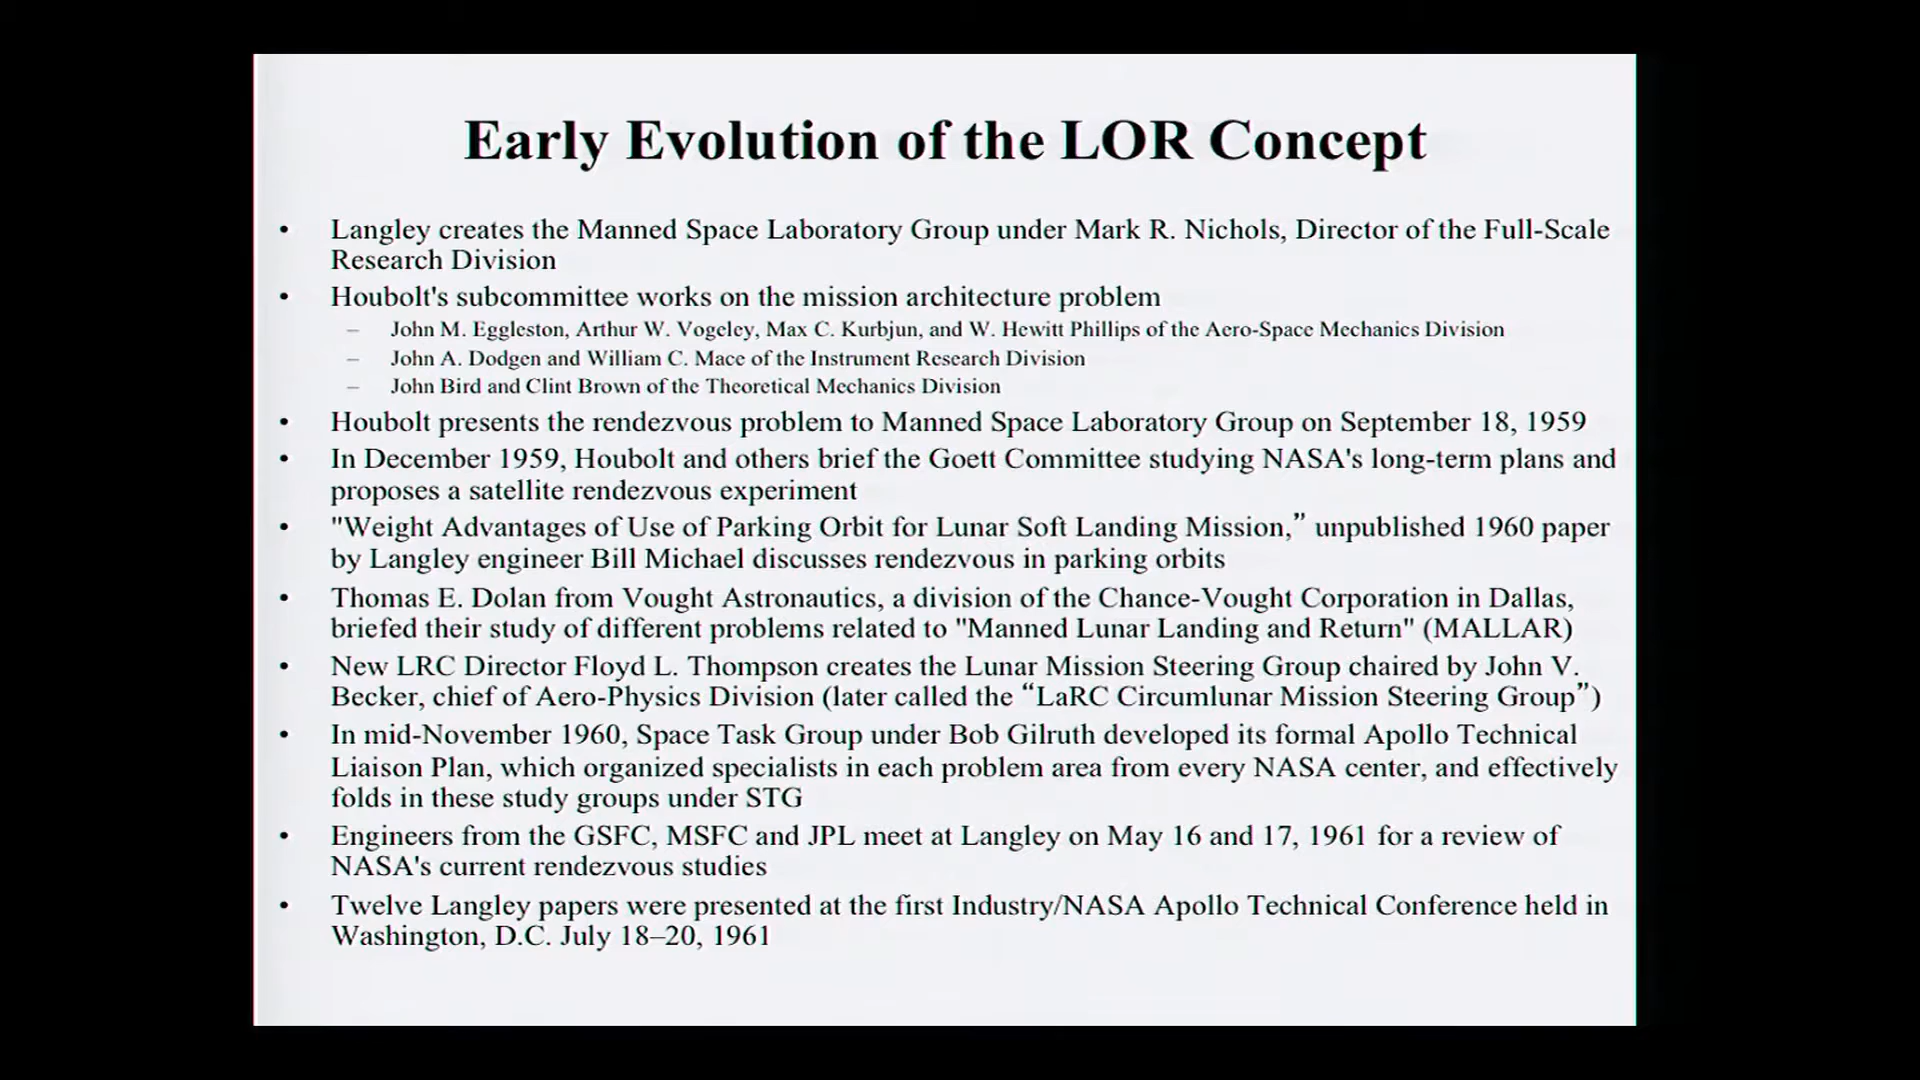 Early Evolution of the LOR Concept
• Langley creates the Manned Space Laboratory Group under Mark R. Nichols, Director of the Full-Scale
Research Division
• Houbolt's subcommittee works on the mission architecture problem
– John M. Eggleston, Arthur W. Vogeley, Max C. Kurbjun, and W. Hewitt Phillips of the Aero-Space Mechanics Division
– John A. Dodgen and William C. Mace of the Instrument Research Division
– John Bird and Clint Brown of the Theoretical Mechanics Division
• Houbolt presents the rendezvous problem to Manned Space Laboratory Group on September 18, 1959
• In December 1959, Houbolt and others brief the Goett Committee studying NASA's long-term plans and
proposes a satellite rendezvous experiment
• "Weight Advantages of Use of Parking Orbit for Lunar Soft Landing Mission,” unpublished 1960 paper
by Langley engineer Bill Michael discusses rendezvous in parking orbits
• Thomas E. Dolan from Vought Astronautics, a division of the Chance-Vought Corporation in Dallas,
briefed their study of different problems related to "Manned Lunar Landing and Return" (MALLAR)
• New LRC Director Floyd L. Thompson creates the Lunar Mission Steering Group chaired by John V.
Becker, chief of Aero-Physics Division (later called the “LaRC Circumlunar Mission Steering Group”)
• In mid-November 1960, Space Task Group under Bob Gilruth developed its formal Apollo Technical
Liaison Plan, which organized specialists in each problem area from every NASA center, and effectively
folds in these study groups under STG
• Engineers from the GSFC, MSFC and JPL meet at Langley on May 16 and 17, 1961 for a review of
NASA's current rendezvous studies
• Twelve Langley papers were presented at the first Industry/NASA Apollo Technical Conference held in
Washington, D.C. July 18–20, 1961